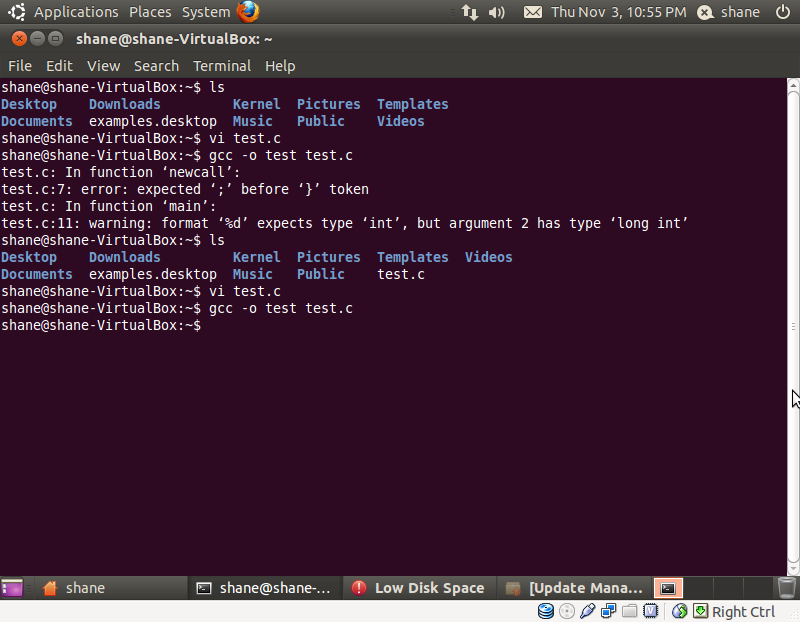 Applications Places System Thu Nov 3, 10:55 PM shane
shane@shane-VirtualBox: ~
File Edit View Search Terminal Help
shane@shane-VirtualBox:~$ ls
Desktop Downloads Kernel Pictures Templates
Documents examples.desktop Music Public Videos
shane@shane-VirtualBox:~$ vi test.c
shane@shane-VirtualBox:~$ gcc -o test test.c
test.c: In function ‘newcall’:
test.c:7: error: expected ‘;’ before ‘}’ token
test.c: In function ‘main’:
test.c:11: warning: format ‘%d’ expects type ‘int’, but argument 2 has type ‘long int’
shane@shane-VirtualBox:~$ ls
Desktop Downloads Kernel Pictures Templates Videos
Documents examples.desktop Music Public test.c
shane@shane-VirtualBox:~$ vi test.c
shane@shane-VirtualBox:~$ gcc -o test test.c
shane@shane-VirtualBox:~$
shane shane@shane-... Low Disk Space [Update Mana...
Right Ctrl